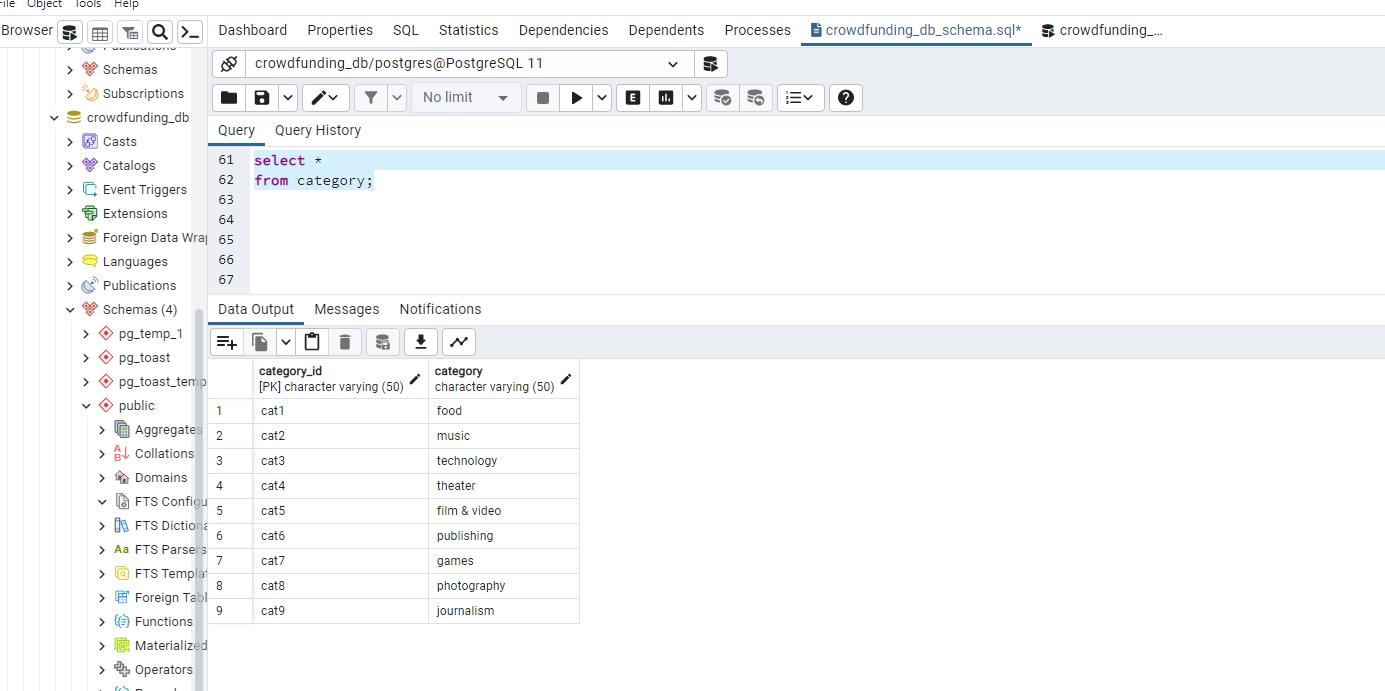 File Object Tools Help
Browser
Dashboard Properties SQL Statistics Dependencies Dependents Processes crowdfunding_db_schema.sql* crowdfunding_...
Publications
Schemas
Subscriptions
crowdfunding_db
Casts
Catalogs
Event Triggers
Extensions
Foreign Data Wrap
Languages
Publications
Schemas (4)
pg_temp_1
pg_toast
pg_toast_temp
public
Aggregates
Collations
Domains
FTS Configu
FTS Dictiona
Aa FTS Parsers
FTS Templat
Foreign Tabl
Functions
Materialized
Operators
crowdfunding_db/postgres@PostgreSQL 11
No limit
Query Query History
61 select *
62 from category;
63
64
65
66
67
Data Output Messages Notifications
category_id category
[PK] character varying (50) character varying (50)
1 cat1 food
2 cat2 music
3 cat3 technology
4 cat4 theater
5 cat5 film & video
6 cat6 publishing
7 cat7 games
8 cat8 photography
9 cat9 journalism